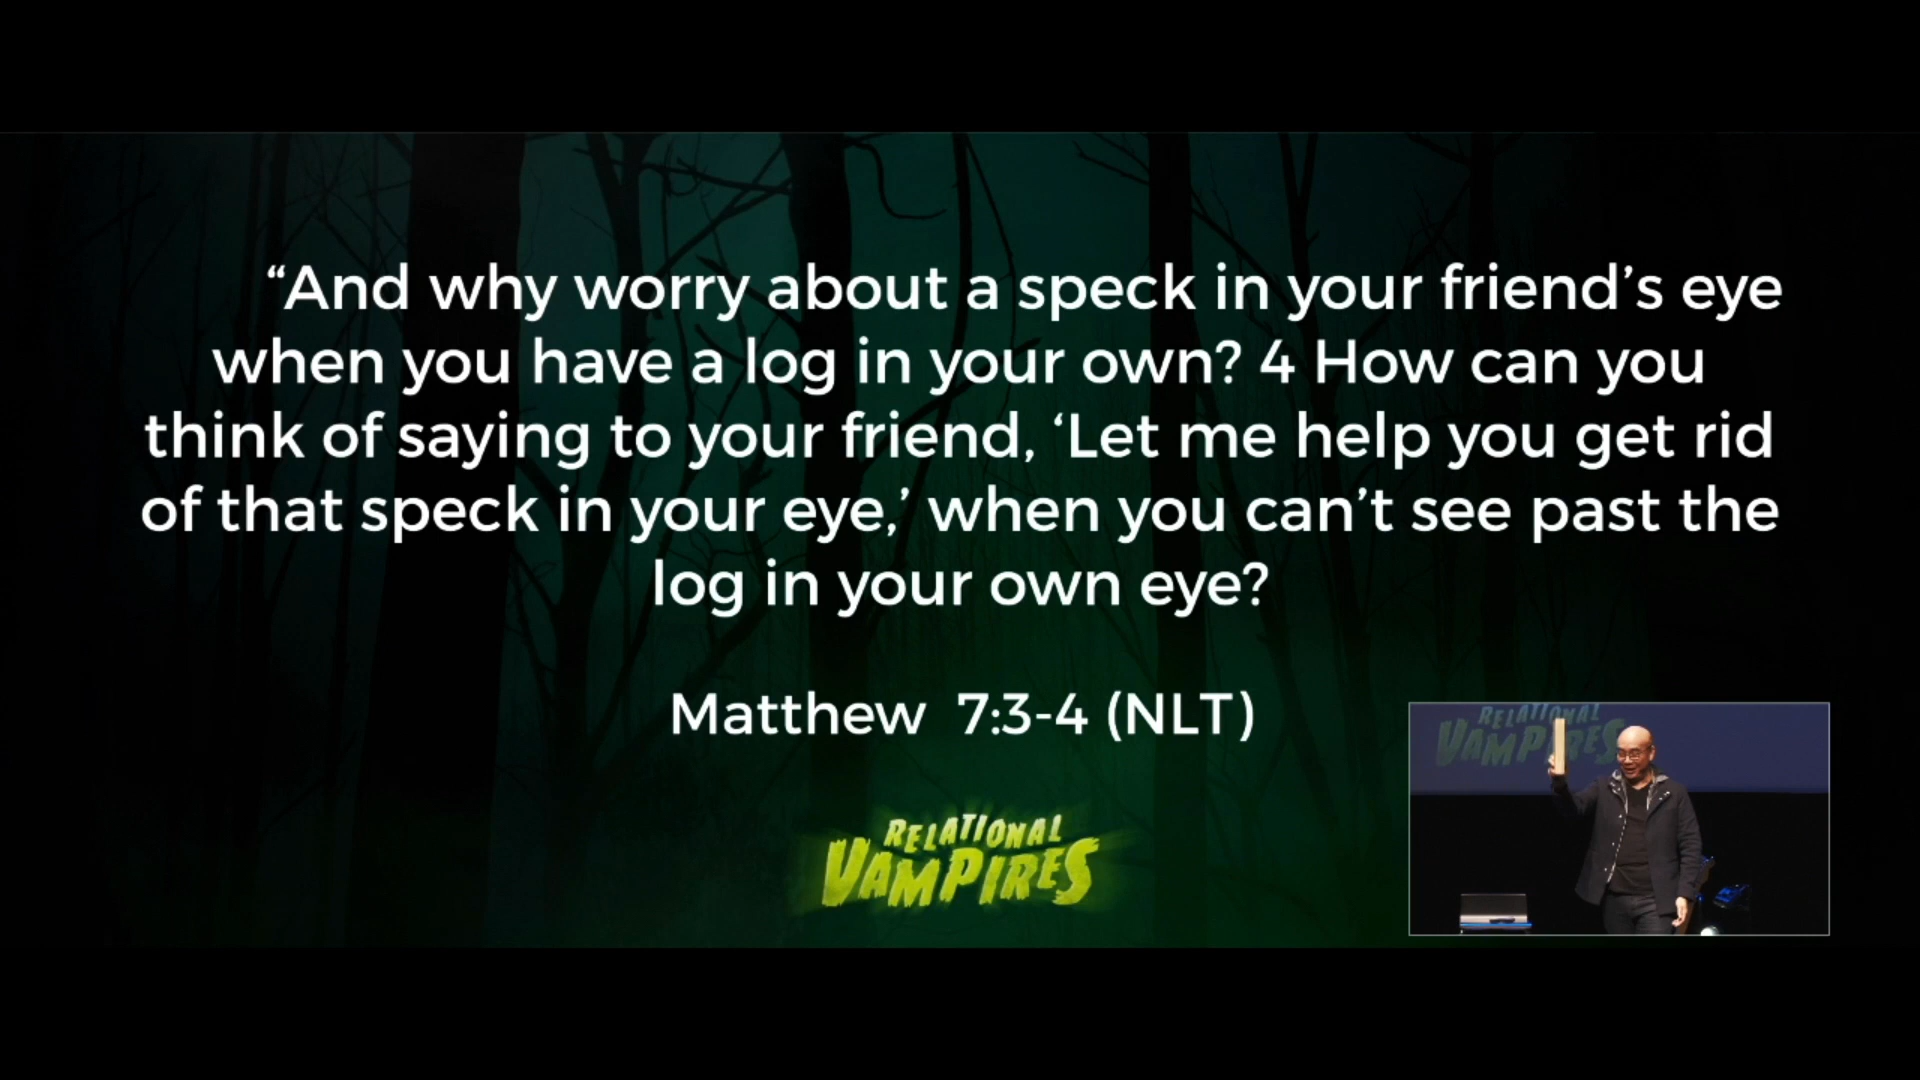 “And why worry about a speck in your friend’s eye
when you have a log in your own? 4 How can you
think of saying to your friend, ‘Let me help you get rid
of that speck in your eye,’ when you can’t see past the
log in your own eye?
Matthew 7:3-4 (NLT)
RELATIONAL
VAMPIRES
RELATIONAL
VAMPIRES